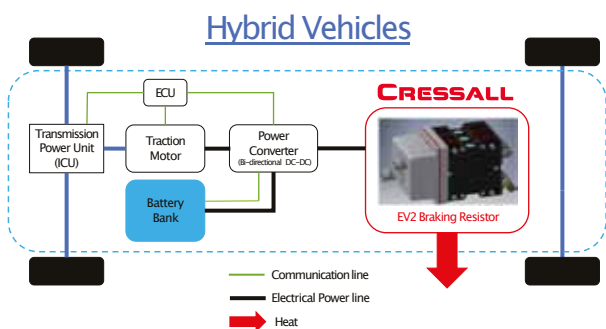 Hybrid Vehicles
ECU
CRESSALL
Transmission
Power Unit
(ICU)
Traction
Motor
Power
Converter
(Bi-directional DC-DC)
Battery
Bank
EV2 Braking Resistor
Communication line
Electrical Power line
Heat